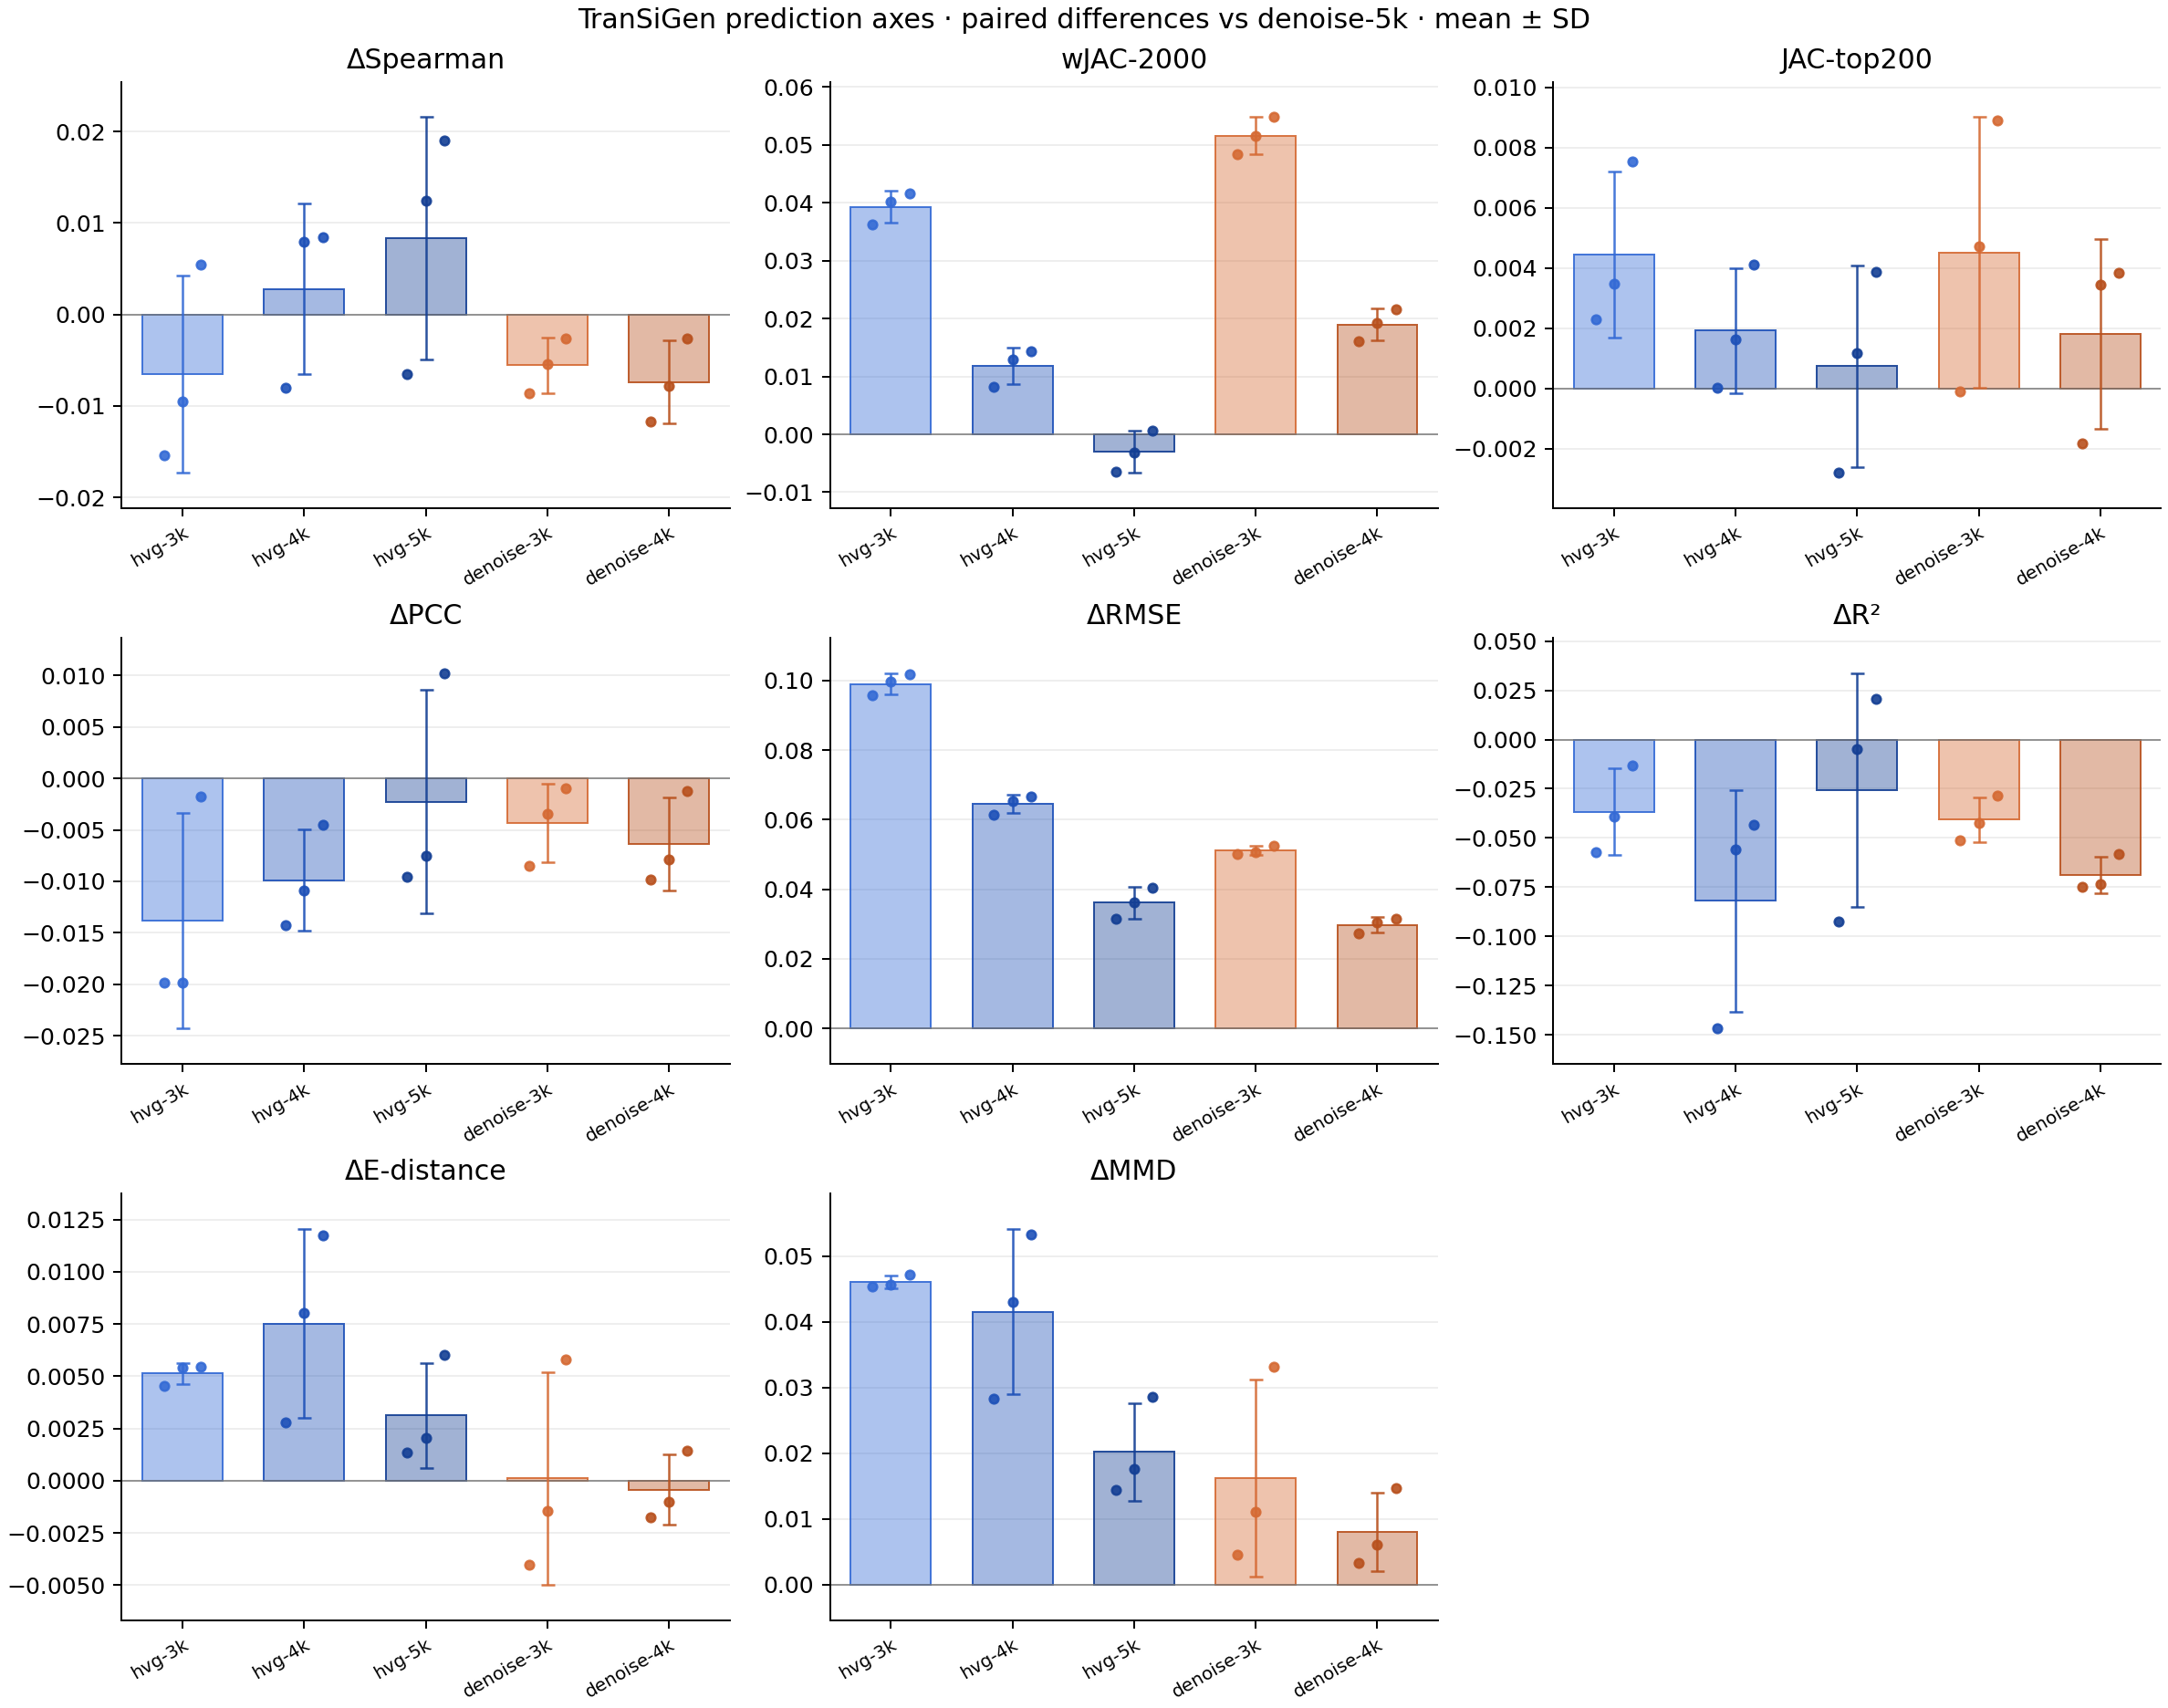 TranSiGen prediction axes · paired differences vs denoise-5k · mean ± SD
ΔSpearman
0.02
0.01
0.00
−0.01
−0.02
hvg-3k
hvg-4k
hvg-5k
denoise-3k
denoise-4k
wJAC-2000
0.06
0.05
0.04
0.03
0.02
0.01
0.00
−0.01
hvg-3k
hvg-4k
hvg-5k
denoise-3k
denoise-4k
JAC-top200
0.010
0.008
0.006
0.004
0.002
0.000
−0.002
hvg-3k
hvg-4k
hvg-5k
denoise-3k
denoise-4k
ΔPCC
0.010
0.005
0.000
−0.005
−0.010
−0.015
−0.020
−0.025
hvg-3k
hvg-4k
hvg-5k
denoise-3k
denoise-4k
ΔRMSE
0.10
0.08
0.06
0.04
0.02
0.00
hvg-3k
hvg-4k
hvg-5k
denoise-3k
denoise-4k
ΔR²
0.050
0.025
0.000
−0.025
−0.050
−0.075
−0.100
−0.125
−0.150
hvg-3k
hvg-4k
hvg-5k
denoise-3k
denoise-4k
ΔE-distance
0.0125
0.0100
0.0075
0.0050
0.0025
0.0000
−0.0025
−0.0050
hvg-3k
hvg-4k
hvg-5k
denoise-3k
denoise-4k
ΔMMD
0.05
0.04
0.03
0.02
0.01
0.00
hvg-3k
hvg-4k
hvg-5k
denoise-3k
denoise-4k